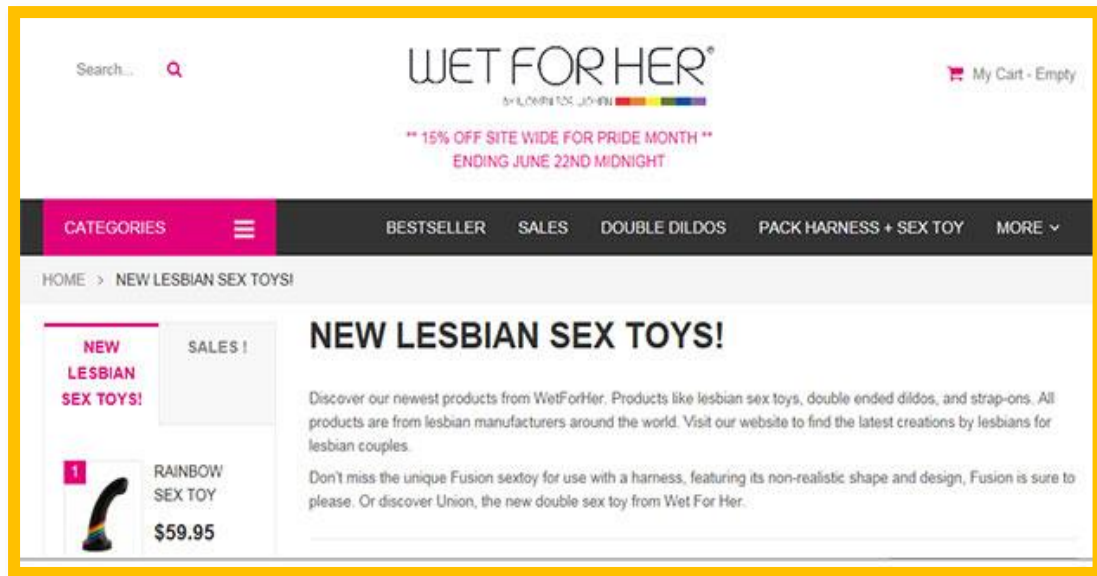 Search...
WET FOR HER®
My Cart - Empty
** 15% OFF SITE WIDE FOR PRIDE MONTH **
ENDING JUNE 22ND MIDNIGHT
CATEGORIES
BESTSELLER SALES DOUBLE DILDOS PACK HARNESS + SEX TOY MORE
HOME > NEW LESBIAN SEX TOYS!
NEW
LESBIAN
SEX TOYS!
SALES !
1
RAINBOW
SEX TOY
$59.95
NEW LESBIAN SEX TOYS!
Discover our newest products from WetForHer. Products like lesbian sex toys, double ended dildos, and strap-ons. All
products are from lesbian manufacturers around the world. Visit our website to find the latest creations by lesbians for
lesbian couples.
Don't miss the unique Fusion sextoy for use with a harness, featuring its non-realistic shape and design, Fusion is sure to
please. Or discover Union, the new double sex toy from Wet For Her.